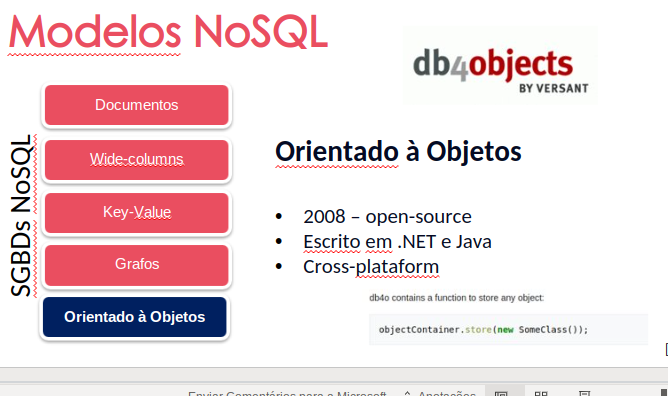 Modelos NoSQL
db4objects
BY VERSANT
SGBDs NoSQL
Documentos
Wide-columns
Key-Value
Grafos
Orientado à Objetos
Orientado à Objetos
• 2008 – open-source
• Escrito em .NET e Java
• Cross-plataform
db4o contains a function to store any object:
objectContainer.store(new SomeClass());
Enviar Comentários para a Microsoft
Anotações